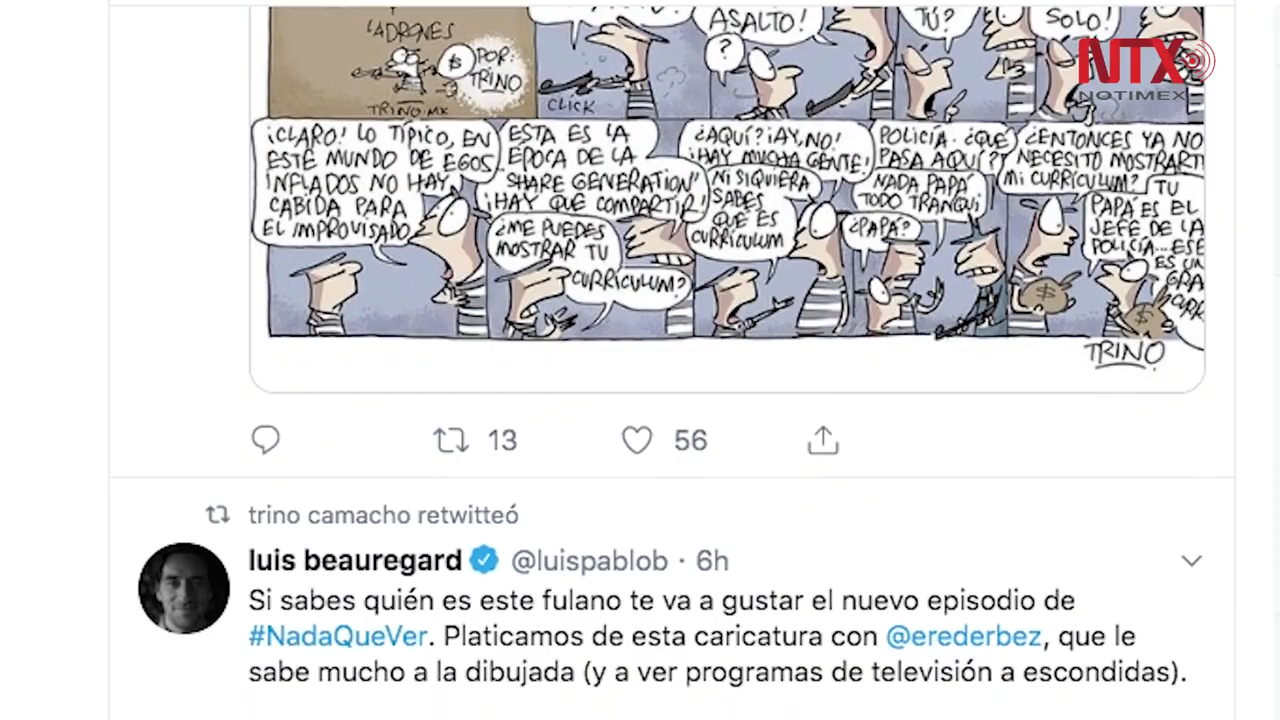 LADRONES
POR:
TRINO
TRINO.MX
CLICK
ASALTO!
?
TÚ?
SOLO!
NTX
NOTIMEX
¡CLARO! LO TÍPICO, EN
ESTE MUNDO DE EGOS
INFLADOS NO HAY
CABIDA PARA
EL IMPROVISADO
ESTA ES LA
EPOCA DE LA
"SHARE GENERATION"
¡HAY QUE COMPARTIR!
¿ME PUEDES
MOSTRAR TU
CURRÍCULUM?
¿AQUÍ? ¡AY, NO!
¡HAY MUCHA GENTE!
NI SIQUIERA
SABES
QUÉ ES
CURRÍCULUM
POLICÍA: ¿QUÉ
PASA AQUÍ?
NADA PAPÁ
TODO TRANQUI
¿PAPÁ?
¿ENTONCES YA NO
NECESITO MOSTRART
MI CURRÍCULUM?
TU
PAPÁ ES EL
JEFE DE LA
POLICÍA... ESE
ES UN
GRA
CURR
TRINO
13
56
trino camacho retwitteó
luis beauregard @luispablob · 6h
Si sabes quién es este fulano te va a gustar el nuevo episodio de
#NadaQueVer. Platicamos de esta caricatura con @erederbez, que le
sabe mucho a la dibujada (y a ver programas de televisión a escondidas).